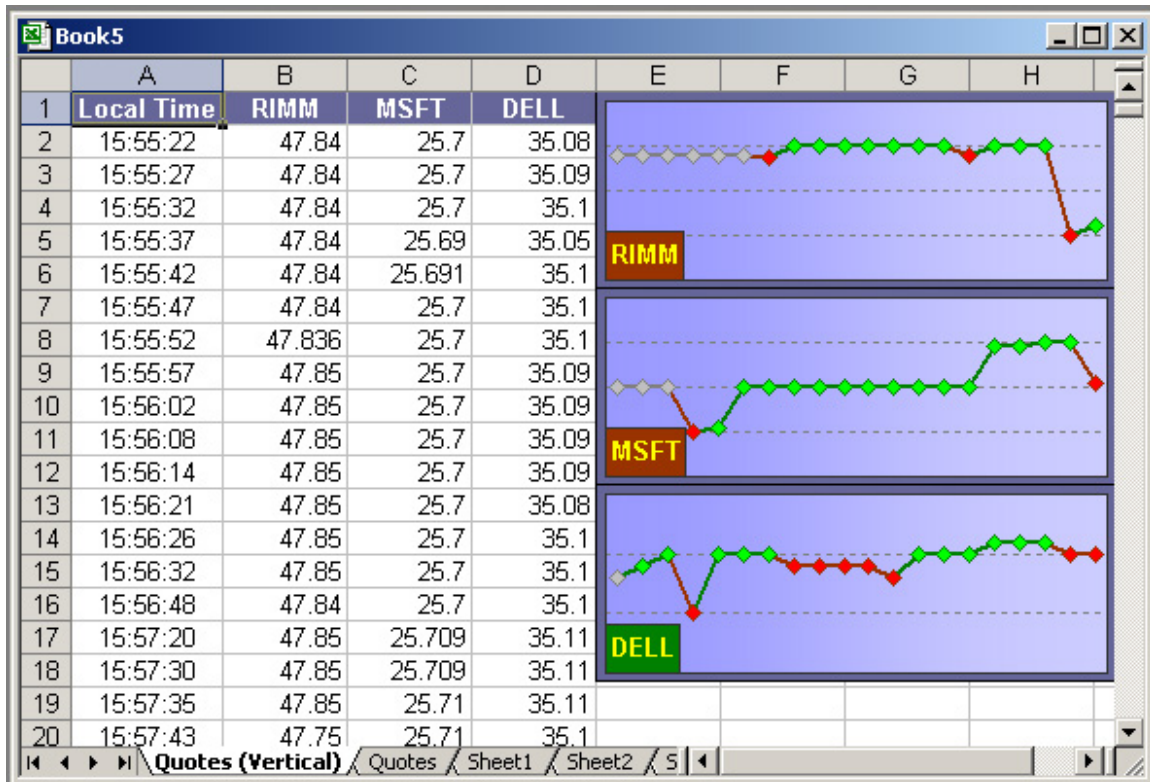 Book5
A B C D E F G H
1 Local Time RIMM MSFT DELL
2 15:55:22 47.84 25.7 35.08
3 15:55:27 47.84 25.7 35.09
4 15:55:32 47.84 25.7 35.1
5 15:55:37 47.84 25.69 35.05
RIMM
6 15:55:42 47.84 25.691 35.1
7 15:55:47 47.84 25.7 35.1
8 15:55:52 47.836 25.7 35.1
9 15:55:57 47.85 25.7 35.09
10 15:56:02 47.85 25.7 35.09
11 15:56:08 47.85 25.7 35.09
MSFT
12 15:56:14 47.85 25.7 35.09
13 15:56:21 47.85 25.7 35.08
14 15:56:26 47.85 25.7 35.1
15 15:56:32 47.85 25.7 35.1
16 15:56:48 47.84 25.7 35.1
17 15:57:20 47.85 25.709 35.11
DELL
18 15:57:30 47.85 25.709 35.11
19 15:57:35 47.85 25.71 35.11
20 15:57:43 47.75 25.71 35.1
Quotes (Vertical) Quotes Sheet1 Sheet2 S